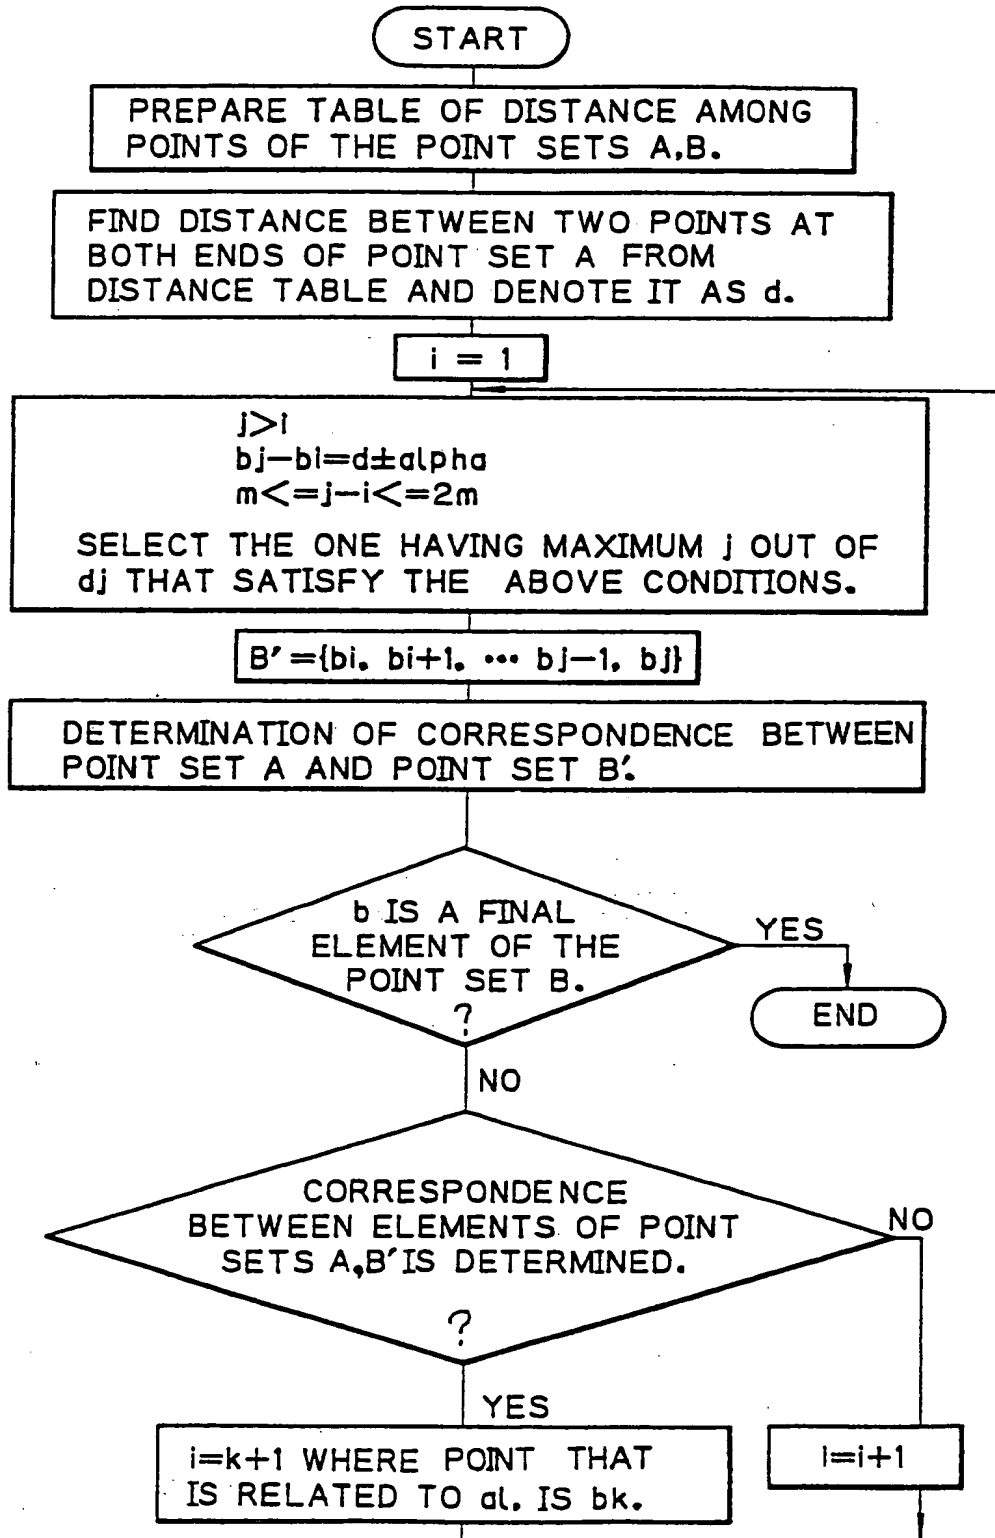 START
PREPARE TABLE OF DISTANCE AMONG
POINTS OF THE POINT SETS A,B.
FIND DISTANCE BETWEEN TWO POINTS AT
BOTH ENDS OF POINT SET A FROM
DISTANCE TABLE AND DENOTE IT AS d.
i = 1
j>i
bj−bi=d±alpha
m<=j−i<=2m
SELECT THE ONE HAVING MAXIMUM j OUT OF
dj THAT SATISFY THE ABOVE CONDITIONS.
B'={bi. bi+1. ··· bj−1. bj}
DETERMINATION OF CORRESPONDENCE BETWEEN
POINT SET A AND POINT SET B'.
b IS A FINAL
ELEMENT OF THE
POINT SET B.
?
YES
END
NO
CORRESPONDENCE
BETWEEN ELEMENTS OF POINT
SETS A,B' IS DETERMINED.
?
NO
YES
i=k+1 WHERE POINT THAT
IS RELATED TO al. IS bk.
i=i+1